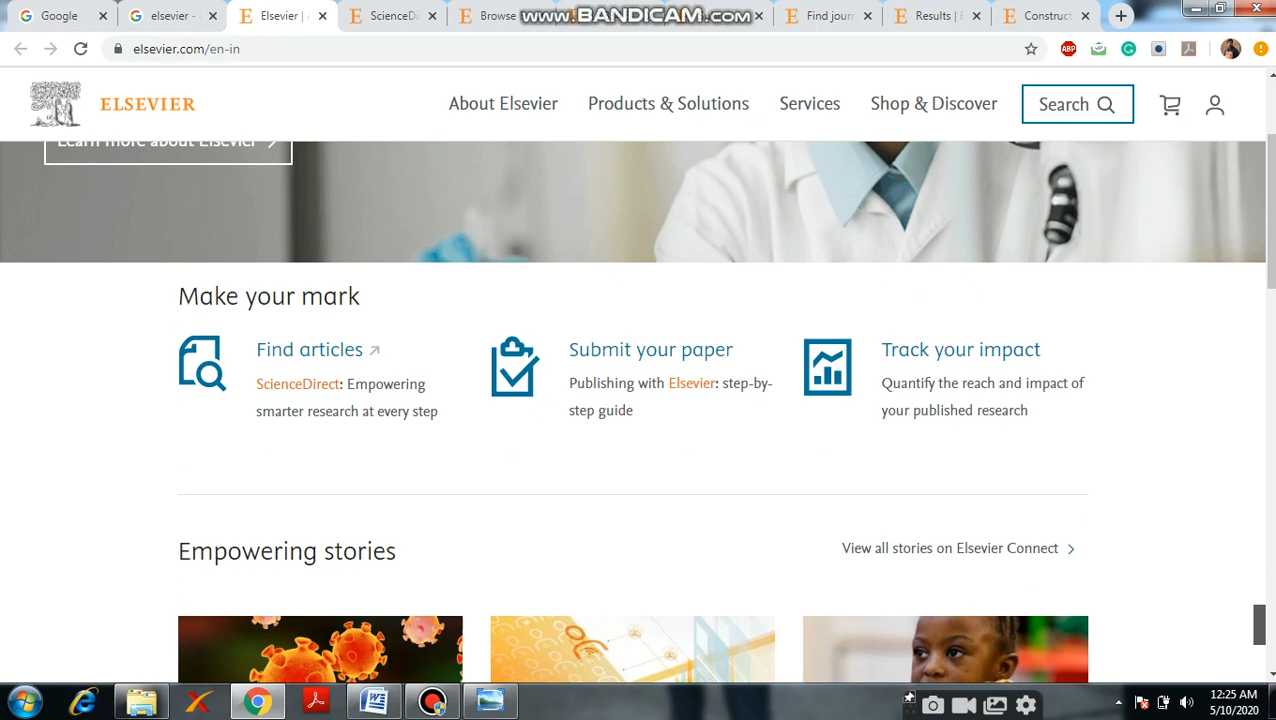 Google
elsevier -
Elsevier |
ScienceD
Browse
www.BANDICAM.com
Find journ
Results |
Construct
elsevier.com/en-in
ABP
ELSEVIER
About Elsevier
Products & Solutions
Services
Shop & Discover
Search
Learn more about Elsevier
Make your mark
Find articles
ScienceDirect: Empowering
smarter research at every step
Submit your paper
Publishing with Elsevier: step-by-
step guide
Track your impact
Quantify the reach and impact of
your published research
Empowering stories
View all stories on Elsevier Connect
12:25 AM
5/10/2020